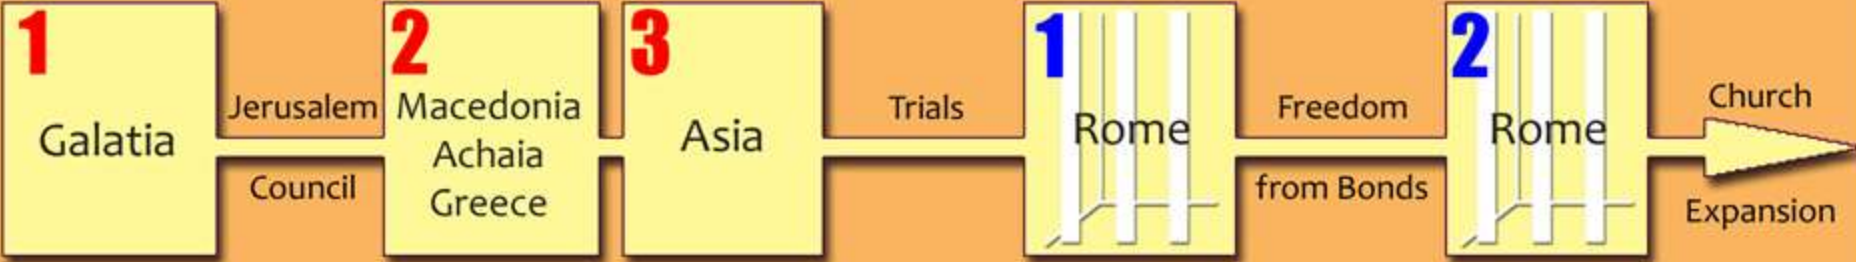 1
Galatia
Jerusalem
Council
2
Macedonia
Achaia
Greece
3
Asia
Trials
1
Rome
Freedom
from Bonds
2
Rome
Church
Expansion